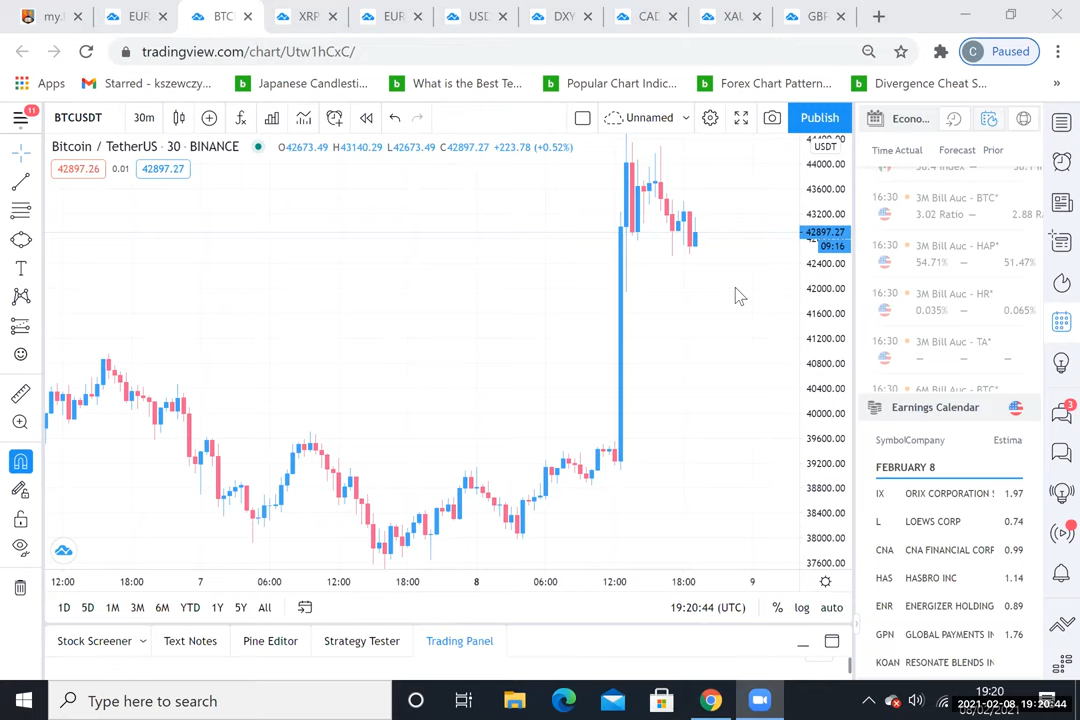 my.l
EUR
BTC
XRP
EUR
USD
DXY
CAD
XAU
GBP
tradingview.com/chart/Utw1hCxC/
C Paused
Apps
Starred - kszewczy...
Japanese Candlesti...
What is the Best Te...
Popular Chart Indic...
Forex Chart Pattern...
Divergence Cheat S...
»
11
BTCUSDT
30m
Unnamed
Publish
Econo...
Bitcoin / TetherUS · 30 · BINANCE
O42673.49 H43140.29 L42673.49 C42897.27 +223.78 (+0.52%)
42897.26
0.01
42897.27
USDT
44000.00
43600.00
43200.00
42897.27
09:16
42400.00
42000.00
41600.00
41200.00
40800.00
40400.00
40000.00
39600.00
39200.00
38800.00
38400.00
38000.00
37600.00
12:00
18:00
7
06:00
12:00
18:00
8
06:00
12:00
18:00
9
1D 5D 1M 3M 6M YTD 1Y 5Y All
19:20:44 (UTC)
% log auto
Stock Screener
Text Notes
Pine Editor
Strategy Tester
Trading Panel
Time Actual Forecast Prior
16:30 3M Bill Auc - BTC*
3.02 Ratio — 2.88 R
16:30 3M Bill Auc - HAP*
54.71% — 51.47%
16:30 3M Bill Auc - HR*
0.035% — 0.065%
16:30 3M Bill Auc - TA*
— — —
16:30 6M Bill Auc - BTC*
Earnings Calendar
Symbol Company Estima
FEBRUARY 8
IX ORIX CORPORATION 1.97
L LOEWS CORP 0.74
CNA CNA FINANCIAL CORP 0.99
HAS HASBRO INC 1.14
ENR ENERGIZER HOLDING 0.89
GPN GLOBAL PAYMENTS IN 1.76
KOAN RESONATE BLENDS IN
3
Type here to search
19:20
08/02/2021
2021-02-08 19:20:44